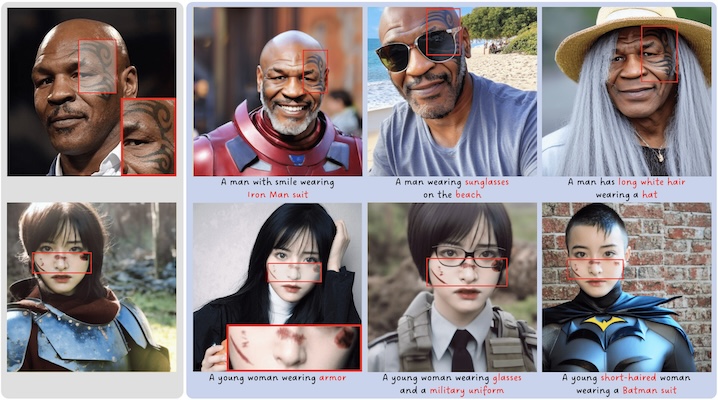 A man with smile wearing
Iron Man suit
A man wearing sunglasses
on the beach
A man has long white hair
wearing a hat
A young woman wearing armor
A young woman wearing glasses
and a military uniform
A young short-haired woman
wearing a Batman suit